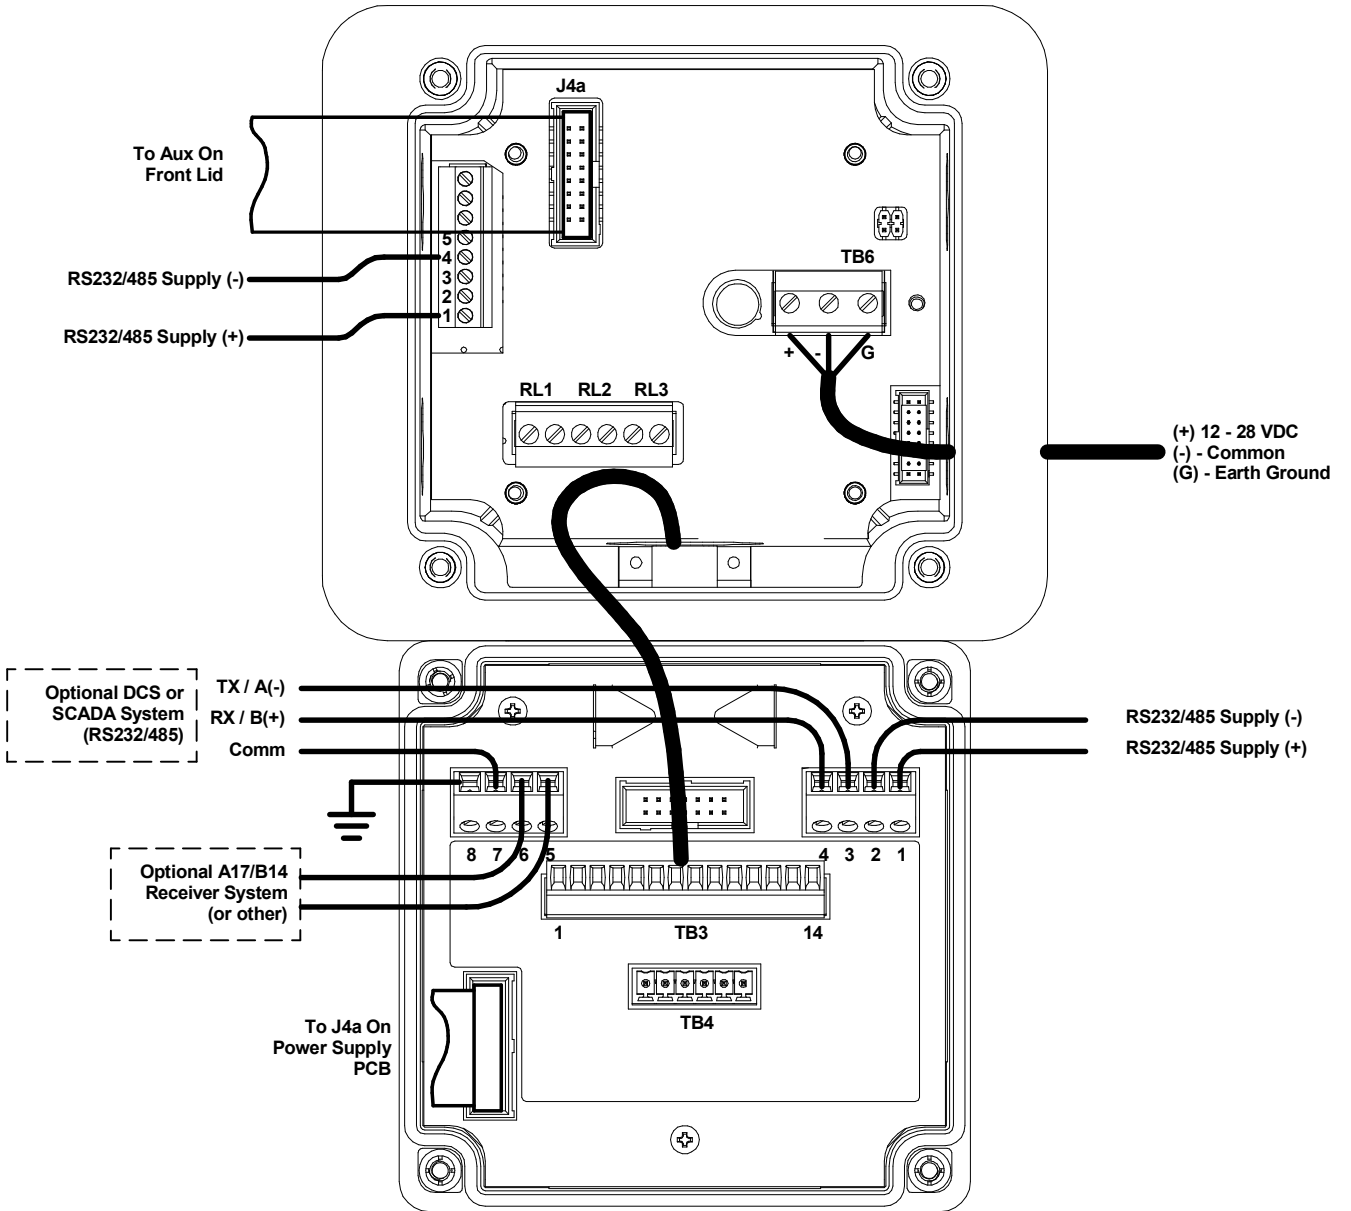 J4a
To Aux On
Front Lid
5
4
3
2
1
RS232/485 Supply (-)
RS232/485 Supply (+)
TB6
+ - G
RL1 RL2 RL3
(+) 12 - 28 VDC
(-) - Common
(G) - Earth Ground
Optional DCS or
SCADA System
(RS232/485)
TX / A(-)
RX / B(+)
Comm
RS232/485 Supply (-)
RS232/485 Supply (+)
8 7 6 5
4 3 2 1
Optional A17/B14
Receiver System
(or other)
1 TB3 14
TB4
To J4a On
Power Supply
PCB